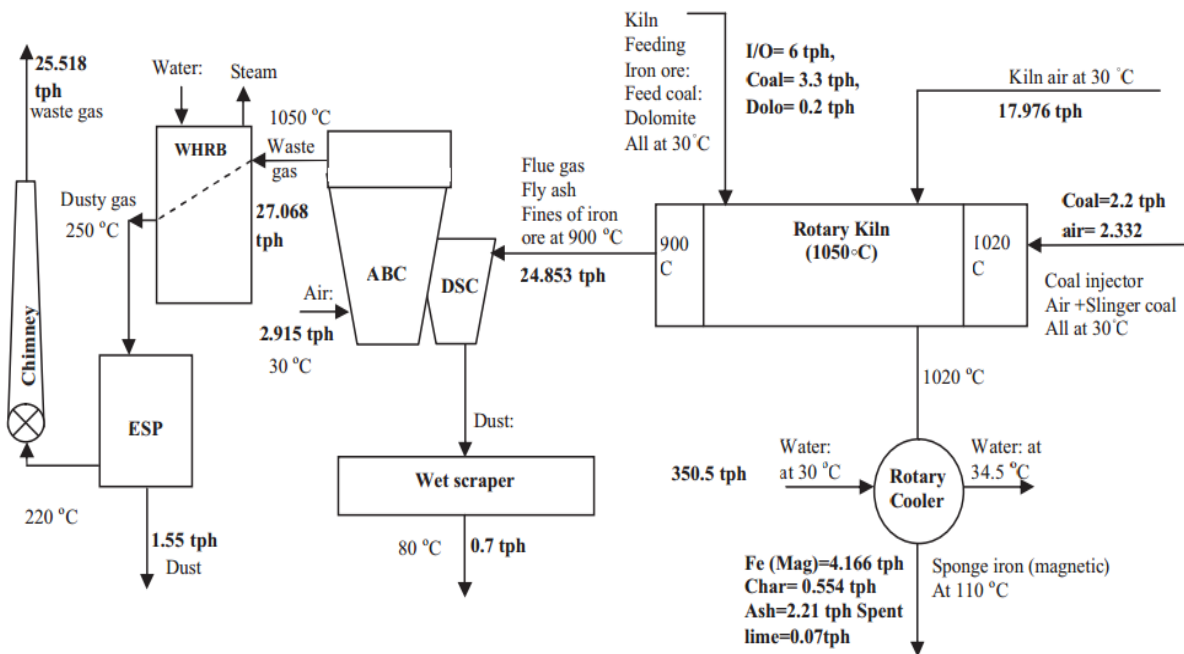 25.518
tph
waste gas
Water:
Steam
1050 °C
WHRB
Waste
gas
Dusty gas
250 °C
27.068
tph
Chimney
ESP
220 °C
1.55 tph
Dust
Air:
2.915 tph
30 °C
ABC
DSC
Dust:
Wet scraper
80 °C
0.7 tph
Flue gas
Fly ash
Fines of iron
ore at 900 °C
24.853 tph
Kiln
Feeding
Iron ore:
Feed coal:
Dolomite
All at 30°C
I/O= 6 tph,
Coal= 3.3 tph,
Dolo= 0.2 tph
Kiln air at 30 °C
17.976 tph
900
C
Rotary Kiln
(1050◦C)
1020
C
Coal=2.2 tph
air= 2.332
Coal injector
Air +Slinger coal
All at 30°C
1020 °C
350.5 tph
Water:
at 30 °C
Rotary
Cooler
Water: at
34.5 °C
Fe (Mag)=4.166 tph
Char= 0.554 tph
Ash=2.21 tph Spent
lime=0.07tph
Sponge iron (magnetic)
At 110 °C